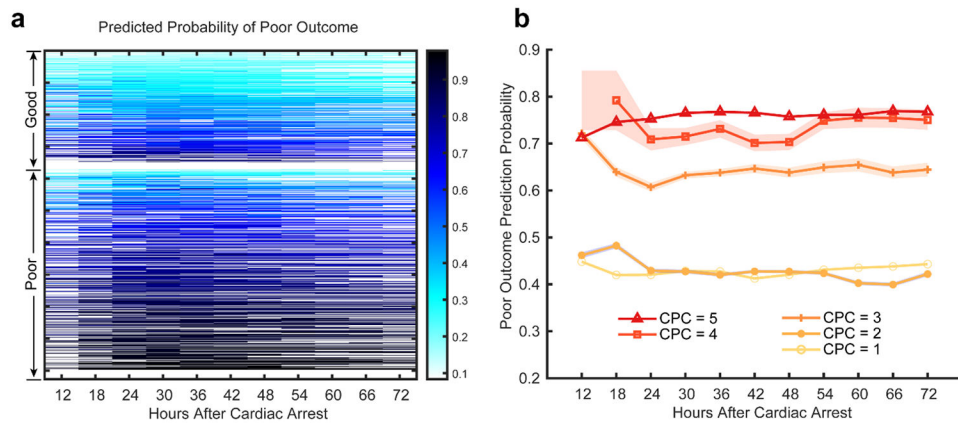 a
Predicted Probability of Poor Outcome
Good
Poor
0.9
0.8
0.7
0.6
0.5
0.4
0.3
0.2
0.1
12 18 24 30 36 42 48 54 60 66 72
Hours After Cardiac Arrest
b
Poor Outcome Prediction Probability
0.9
0.8
0.7
0.6
0.5
0.4
0.3
0.2
CPC = 5
CPC = 4
CPC = 3
CPC = 2
CPC = 1
12 18 24 30 36 42 48 54 60 66 72
Hours After Cardiac Arrest